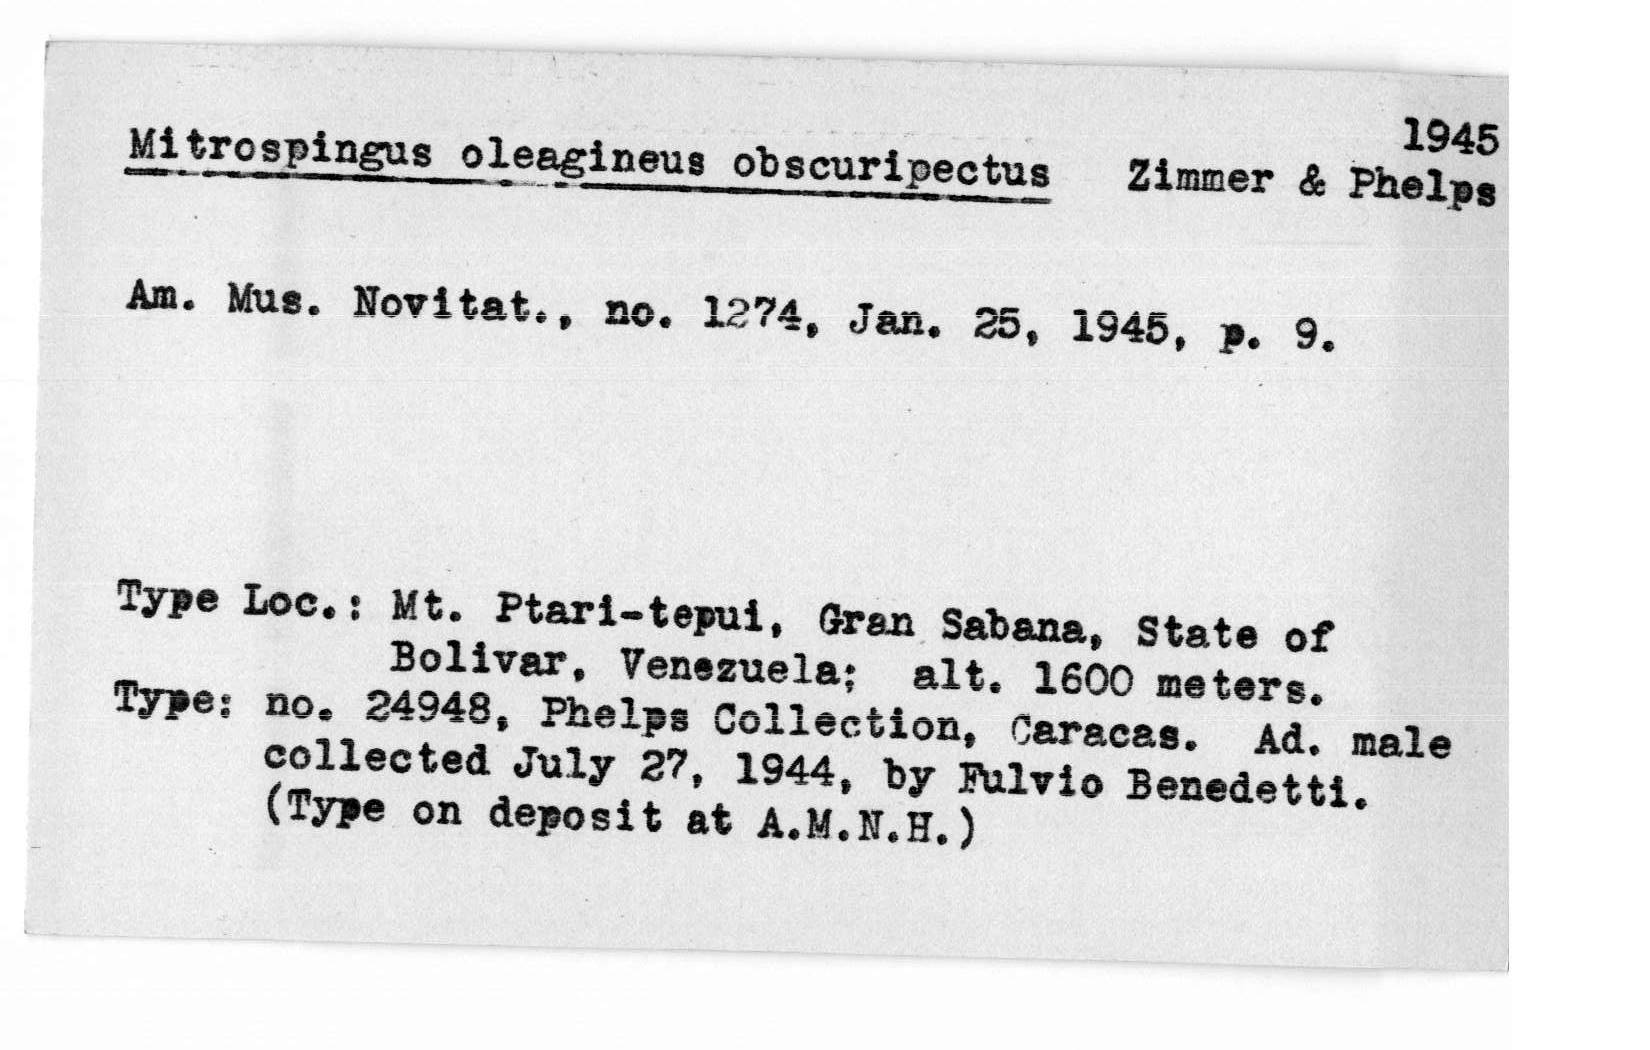 1945
Mitrospingus oleagineus obscuripectus Zimmer & Phelps
Am. Mus. Novitat., no. 1274, Jan. 25, 1945, p. 9.
Type Loc.: Mt. Ptari-tepui, Gran Sabana, State of
Bolivar, Venezuela; alt. 1600 meters.
Type: no. 24948, Phelps Collection, Caracas. Ad. male
collected July 27, 1944, by Fulvio Benedetti.
(Type on deposit at A.M.N.H.)